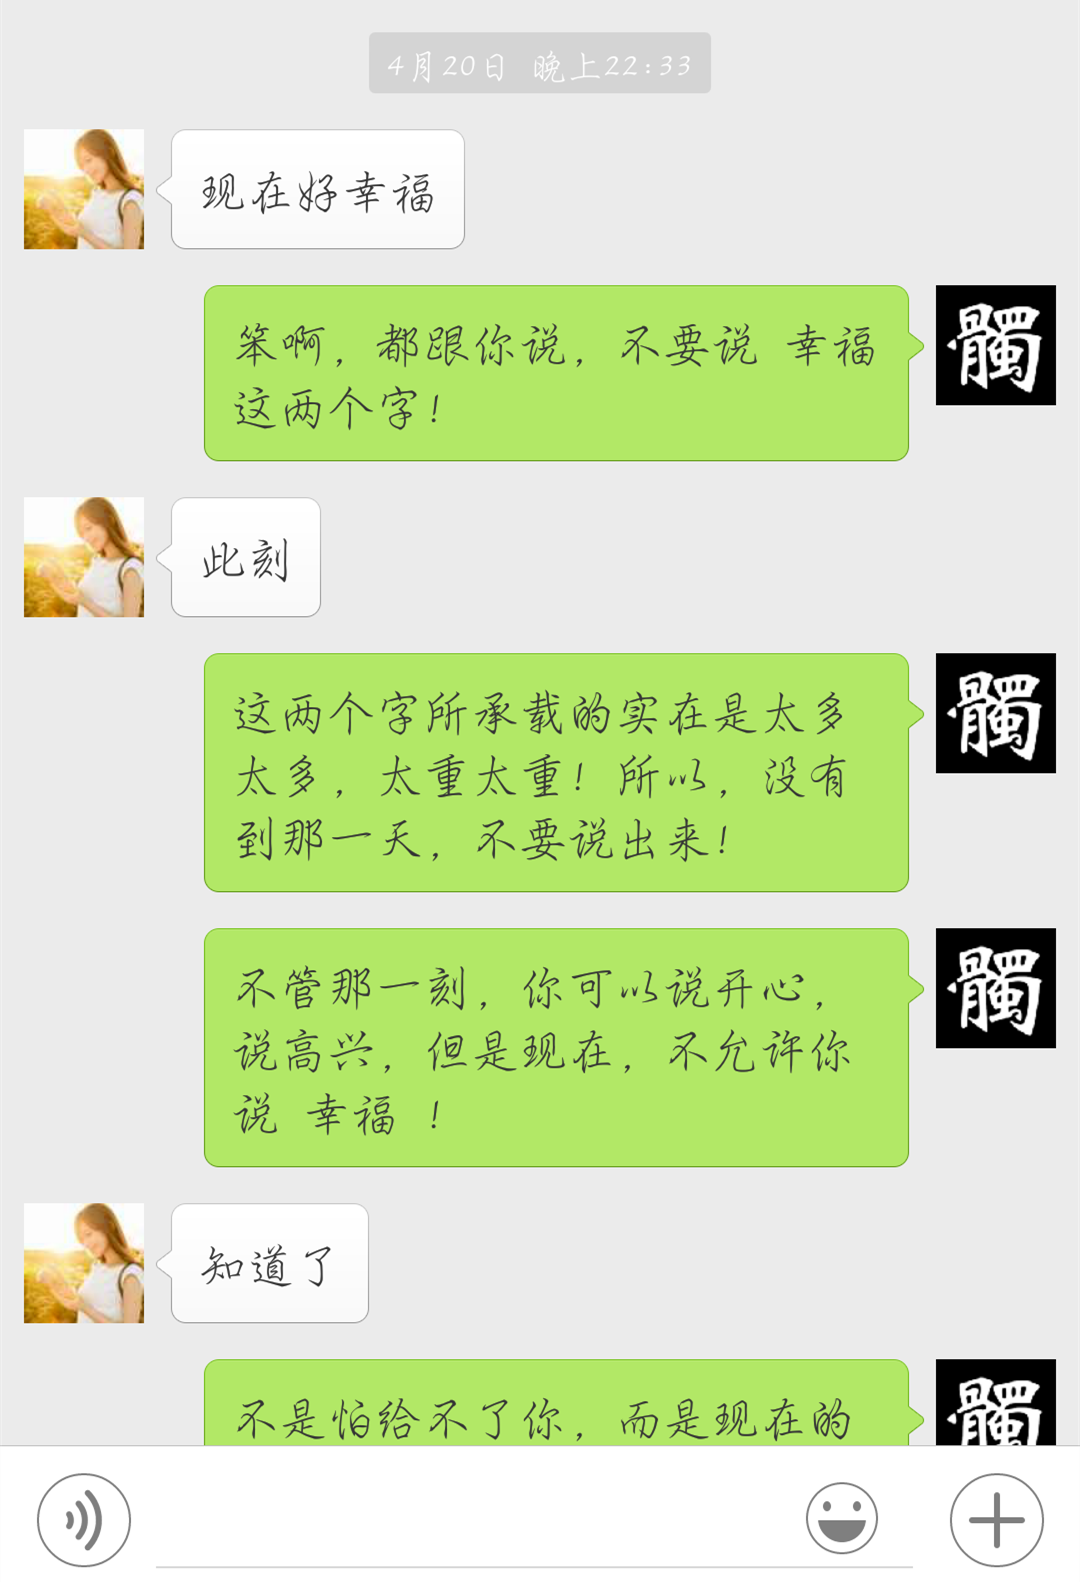 4月20日 晚上22:33
现在好幸福
笨啊，都跟你说，不要说 幸福
这两个字！
髑
此刻
这两个字所承载的实在是太多
太多，太重太重！所以，没有
到那一天，不要说出来！
髑
不管那一刻，你可以说开心，
说高兴，但是现在，不允许你
说 幸福 ！
髑
知道了
不是怕给不了你，而是现在的
髑